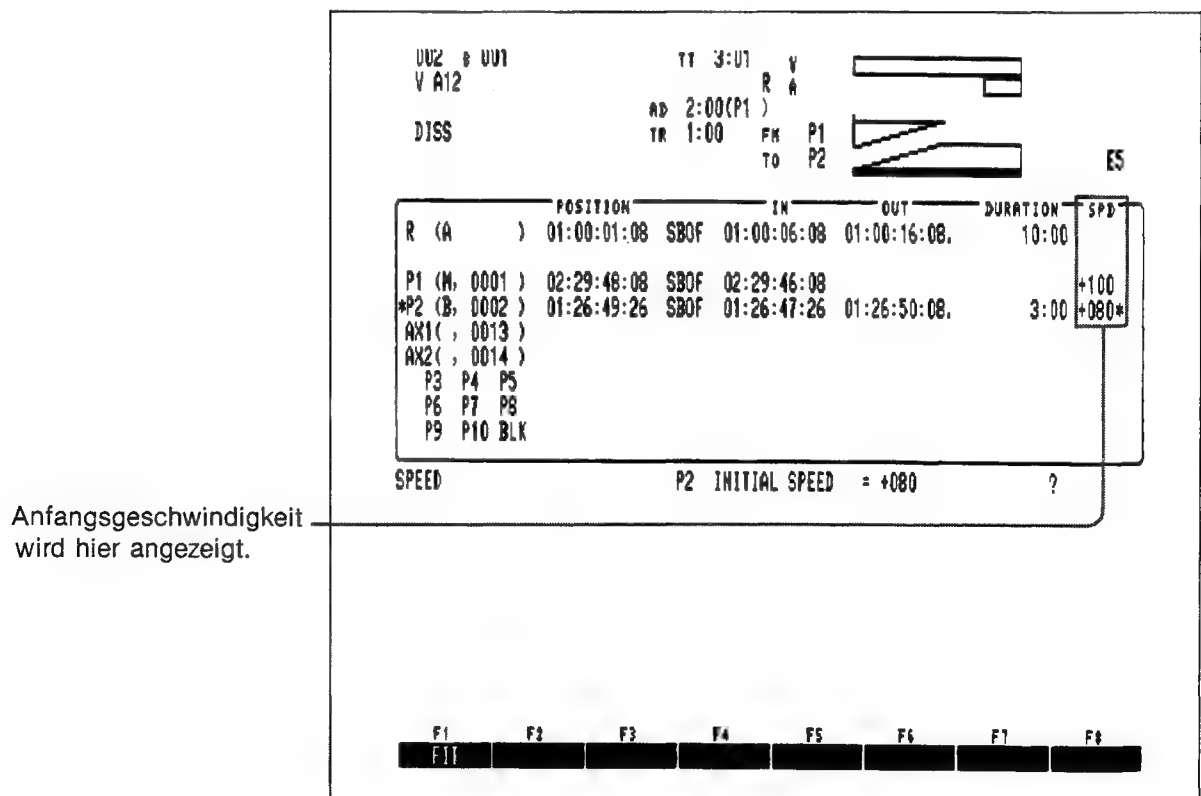 002 B 001 TT 3:01 V
V A12 R A
AD 2:00(P1 )
DISS TR 1:00 FM P1
TO P2
E5
POSITION IN OUT DURATION SPD
R (A ) 01:00:01:08 SBOF 01:00:06:08 01:00:16:08. 10:00
P1 (M, 0001 ) 02:29:48:08 SBOF 02:29:46:08 +100
*P2 (B, 0002 ) 01:26:49:26 SBOF 01:26:47:26 01:26:50:08. 3:00 +080*
AX1( , 0013 )
AX2( , 0014 )
P3 P4 P5
P6 P7 P8
P9 P10 BLK
SPEED P2 INITIAL SPEED = +080 ?
Anfangsgeschwindigkeit
wird hier angezeigt.
F1 F2 F3 F4 F5 F6 F7 F8
FIT